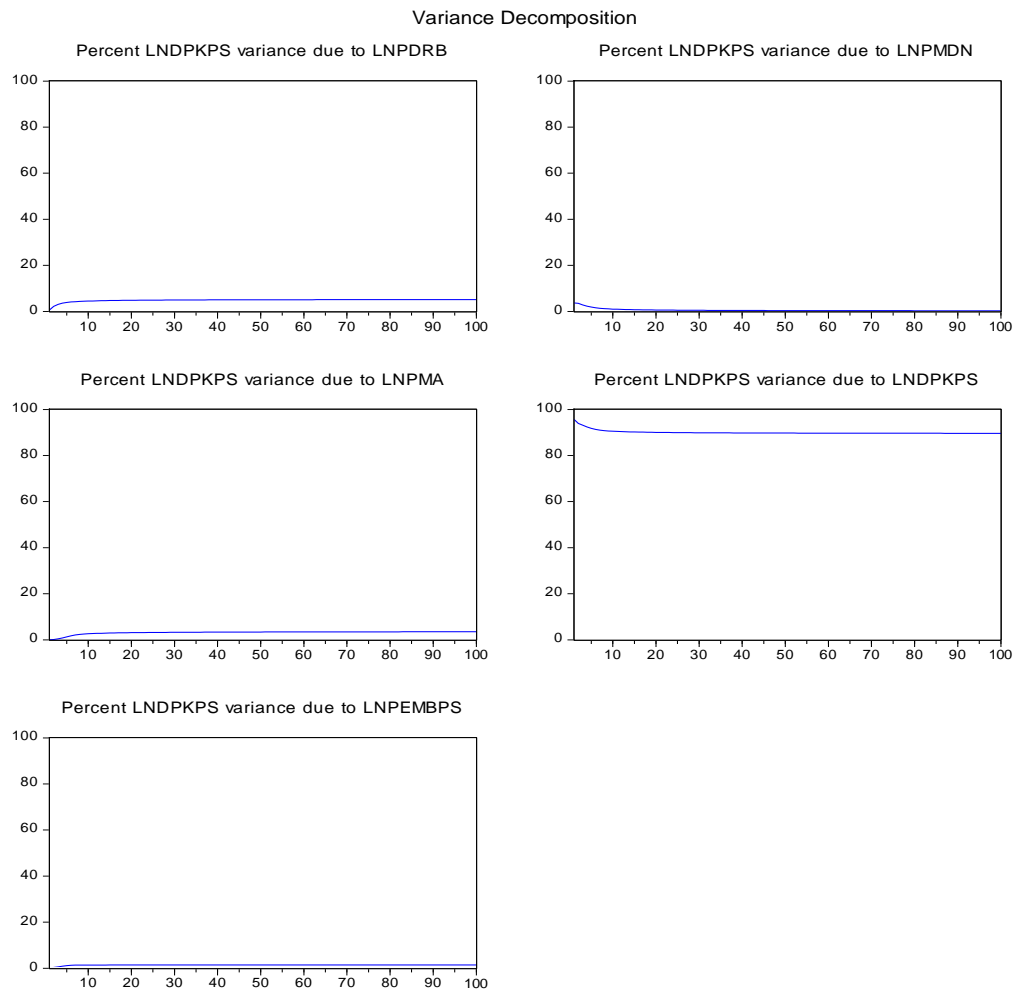 Variance Decomposition
Percent LNDPKPS variance due to LNPDRB
100
80
60
40
20
0
10 20 30 40 50 60 70 80 90 100
Percent LNDPKPS variance due to LNPMDN
100
80
60
40
20
0
10 20 30 40 50 60 70 80 90 100
Percent LNDPKPS variance due to LNPMA
100
80
60
40
20
0
10 20 30 40 50 60 70 80 90 100
Percent LNDPKPS variance due to LNDPKPS
100
80
60
40
20
0
10 20 30 40 50 60 70 80 90 100
Percent LNDPKPS variance due to LNPEMBPS
100
80
60
40
20
0
10 20 30 40 50 60 70 80 90 100